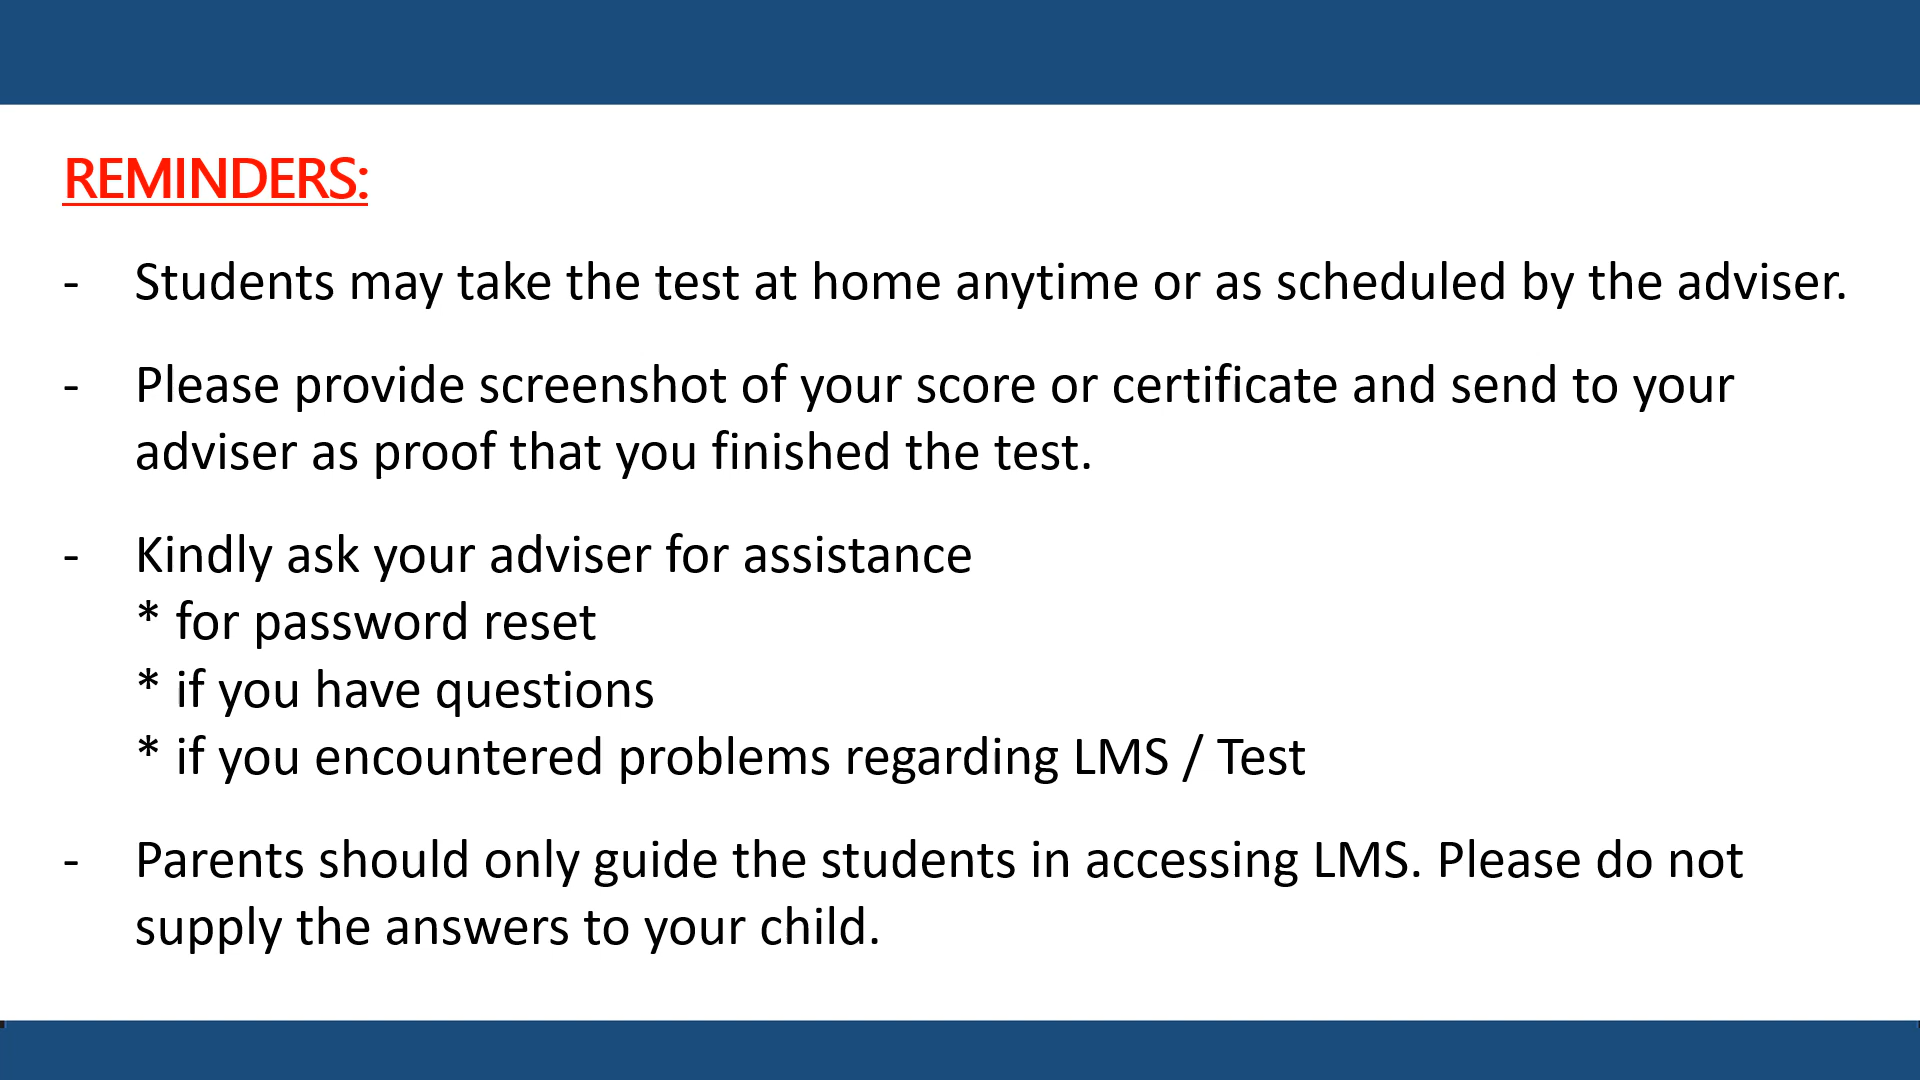 REMINDERS:
- Students may take the test at home anytime or as scheduled by the adviser.
- Please provide screenshot of your score or certificate and send to your
adviser as proof that you finished the test.
- Kindly ask your adviser for assistance
* for password reset
* if you have questions
* if you encountered problems regarding LMS / Test
- Parents should only guide the students in accessing LMS. Please do not
supply the answers to your child.